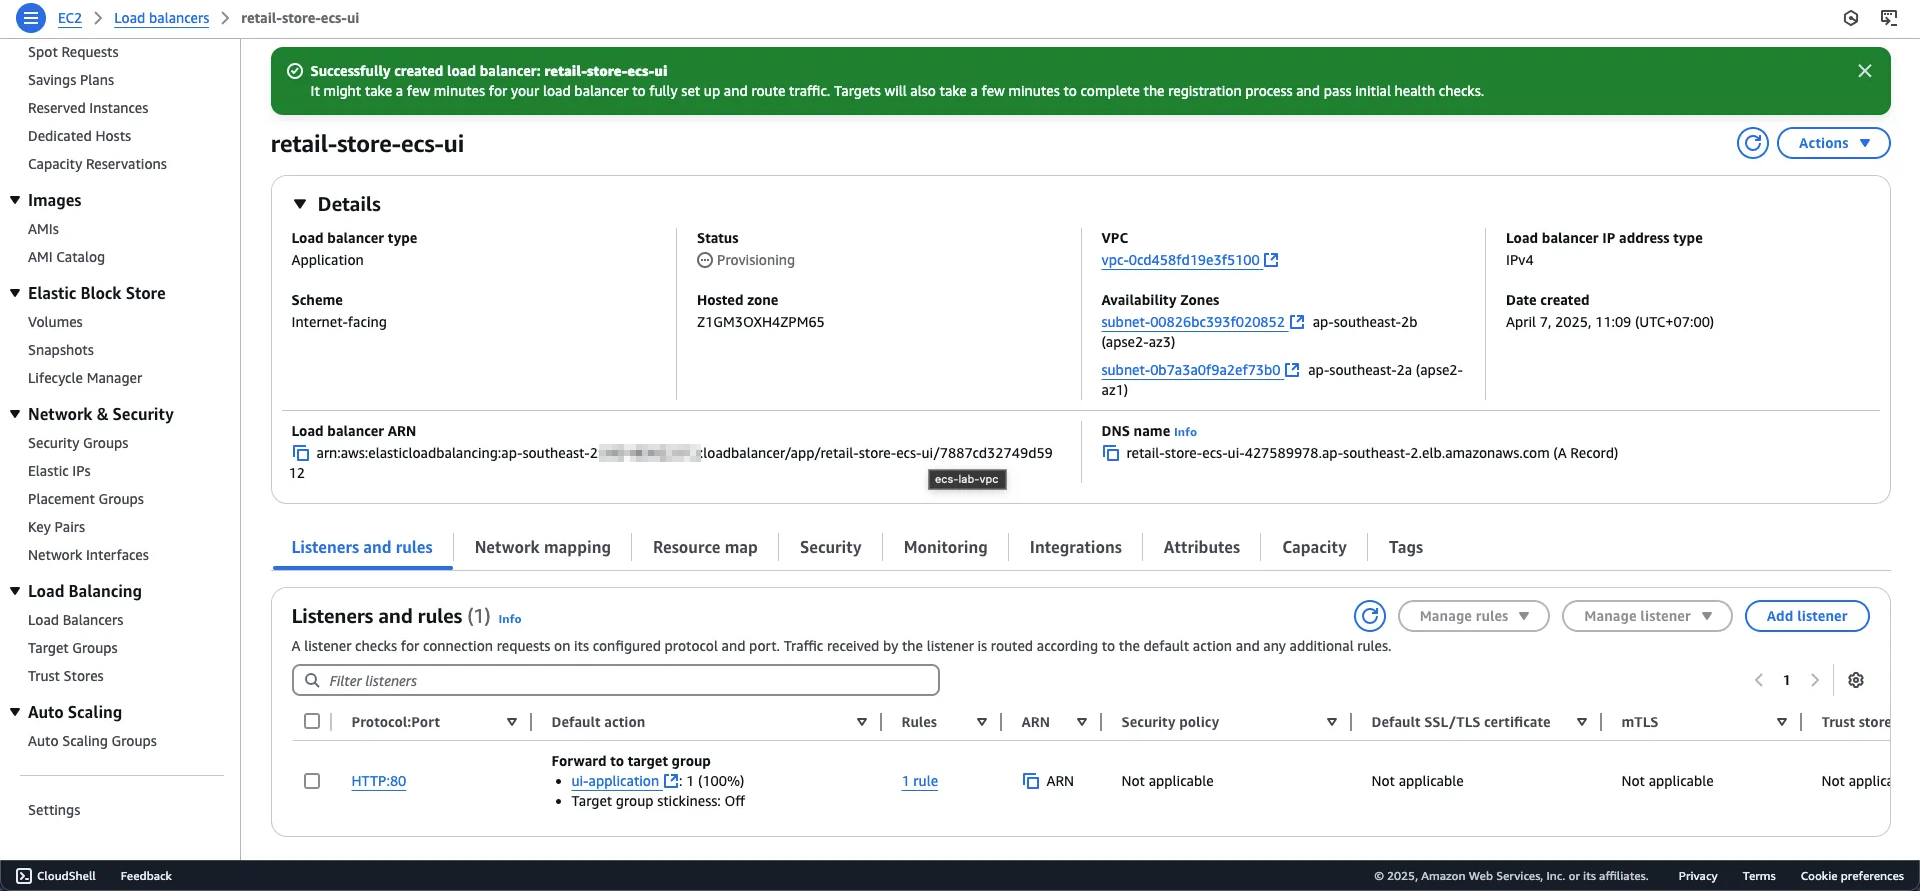 EC2 > Load balancers > retail-store-ecs-ui
Spot Requests
Savings Plans
Reserved Instances
Dedicated Hosts
Capacity Reservations
Images
AMIs
AMI Catalog
Elastic Block Store
Volumes
Snapshots
Lifecycle Manager
Network & Security
Security Groups
Elastic IPs
Placement Groups
Key Pairs
Network Interfaces
Load Balancing
Load Balancers
Target Groups
Trust Stores
Auto Scaling
Auto Scaling Groups
Settings
Successfully created load balancer: retail-store-ecs-ui
It might take a few minutes for your load balancer to fully set up and route traffic. Targets will also take a few minutes to complete the registration process and pass initial health checks.
retail-store-ecs-ui
Actions
Details
Load balancer type
Application
Status
Provisioning
VPC
vpc-0cd458fd19e3f5100
Load balancer IP address type
IPv4
Scheme
Internet-facing
Hosted zone
Z1GM3OXH4ZPM65
Availability Zones
subnet-00826bc393f020852 ap-southeast-2b
(apse2-az3)
subnet-0b7a3a0f9a2ef73b0 ap-southeast-2a (apse2-
az1)
Date created
April 7, 2025, 11:09 (UTC+07:00)
Load balancer ARN
arn:aws:elasticloadbalancing:ap-southeast-2 :loadbalancer/app/retail-store-ecs-ui/7887cd32749d59
12
ecs-lab-vpc
DNS name Info
retail-store-ecs-ui-427589978.ap-southeast-2.elb.amazonaws.com (A Record)
Listeners and rules
Network mapping
Resource map
Security
Monitoring
Integrations
Attributes
Capacity
Tags
Listeners and rules (1) Info
Manage rules
Manage listener
Add listener
A listener checks for connection requests on its configured protocol and port. Traffic received by the listener is routed according to the default action and any additional rules.
Filter listeners
1
Protocol:Port
Default action
Rules
ARN
Security policy
Default SSL/TLS certificate
mTLS
Trust store
HTTP:80
Forward to target group
• ui-application : 1 (100%)
• Target group stickiness: Off
1 rule
ARN
Not applicable
Not applicable
Not applicable
Not applica
CloudShell
Feedback
© 2025, Amazon Web Services, Inc. or its affiliates.
Privacy
Terms
Cookie preferences